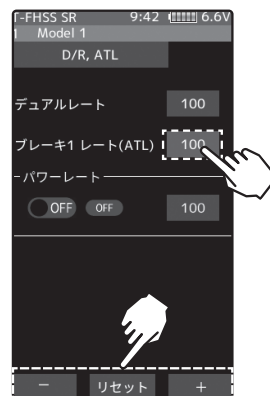 T-FHSS SR 9:42 6.6V
1 Model 1
D/R, ATL
デュアルレート 100
ブレーキ1 レート(ATL) 100
パワーレート
OFF OFF 100
− リセット +